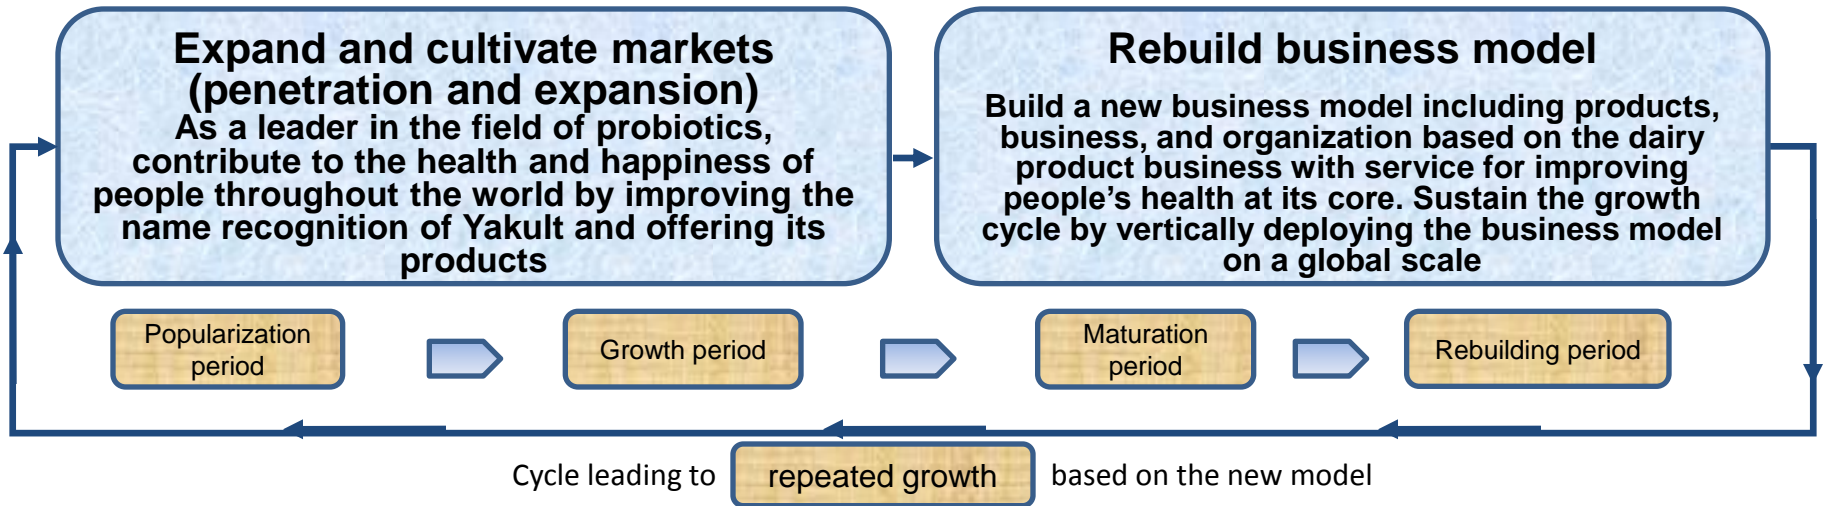 Expand and cultivate markets
(penetration and expansion)
As a leader in the field of probiotics,
contribute to the health and happiness of
people throughout the world by improving the
name recognition of Yakult and offering its
products
Rebuild business model
Build a new business model including products,
business, and organization based on the dairy
product business with service for improving
people’s health at its core. Sustain the growth
cycle by vertically deploying the business model
on a global scale
Popularization
period
Growth period
Maturation
period
Rebuilding period
Cycle leading to repeated growth based on the new model